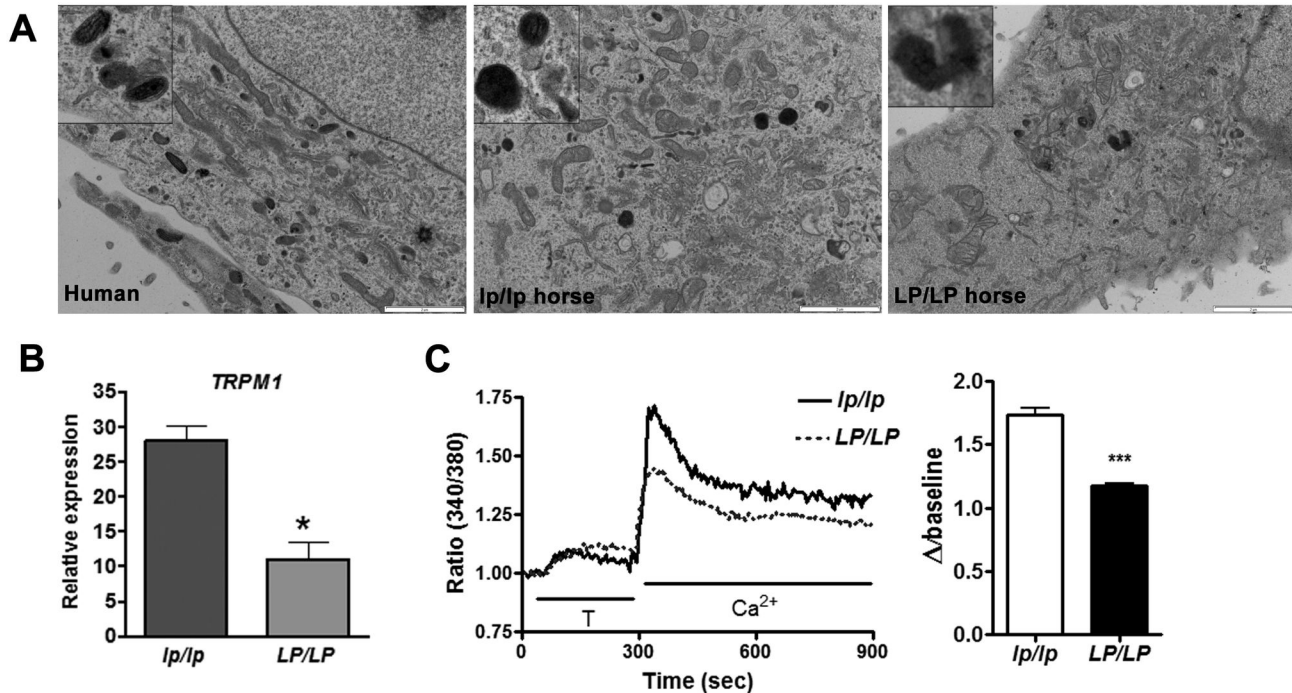 A
Human
lp/lp horse
LP/LP horse
B
TRPM1
Relative expression
35
30
25
20
15
10
5
0
*
lp/lp
LP/LP
C
Ratio (340/380)
1.75
1.50
1.25
1.00
0.75
lp/lp
LP/LP
T
Ca²⁺
0
300
600
900
Time (sec)
Δ/baseline
2.0
1.5
1.0
0.5
0.0
***
lp/lp
LP/LP